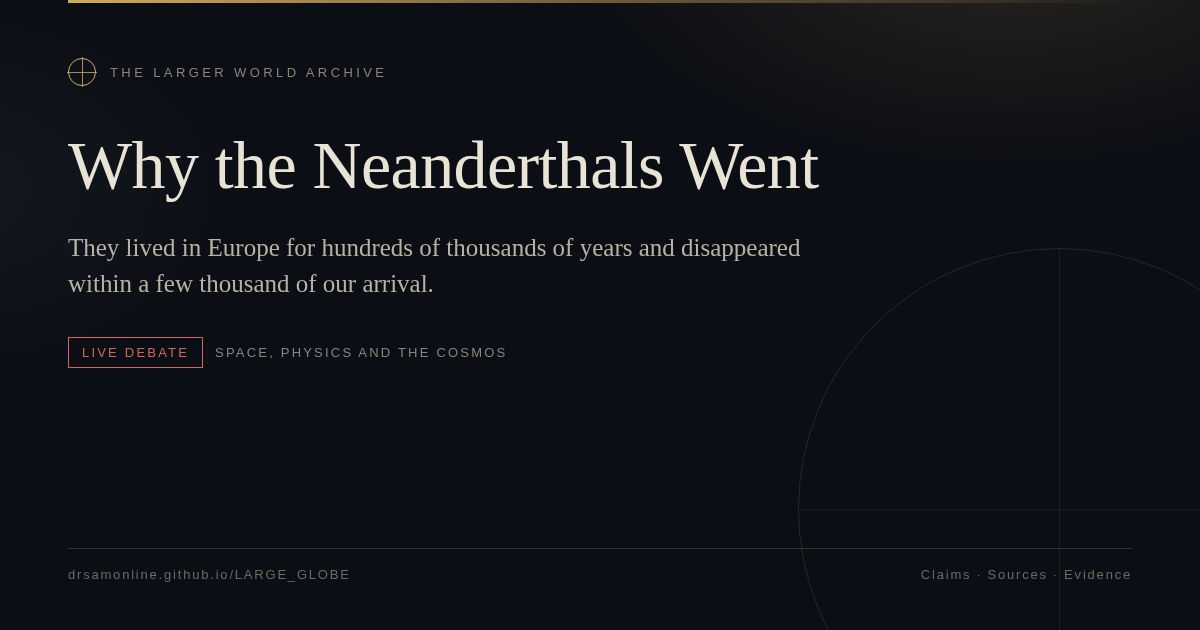 THE LARGER WORLD ARCHIVE
Why the Neanderthals Went
They lived in Europe for hundreds of thousands of years and disappeared
within a few thousand of our arrival.
LIVE DEBATE SPACE, PHYSICS AND THE COSMOS
drsamonline.github.io/LARGE_GLOBE Claims · Sources · Evidence